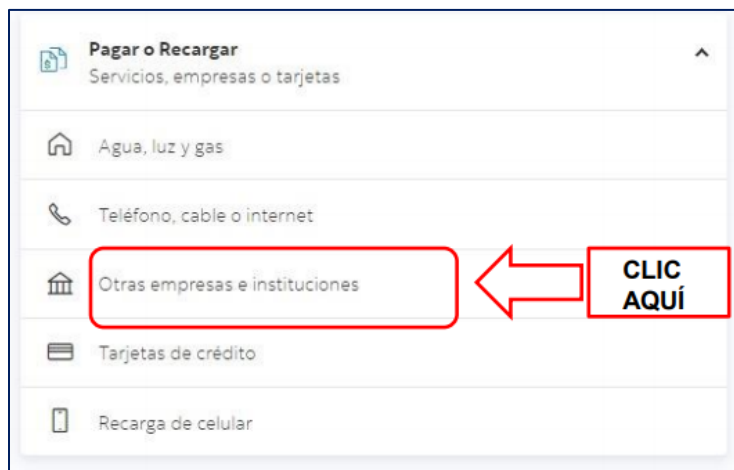 Pagar o Recargar
Servicios, empresas o tarjetas
Agua, luz y gas
Teléfono, cable o internet
Otras empresas e instituciones
CLIC
AQUÍ
Tarjetas de crédito
Recarga de celular